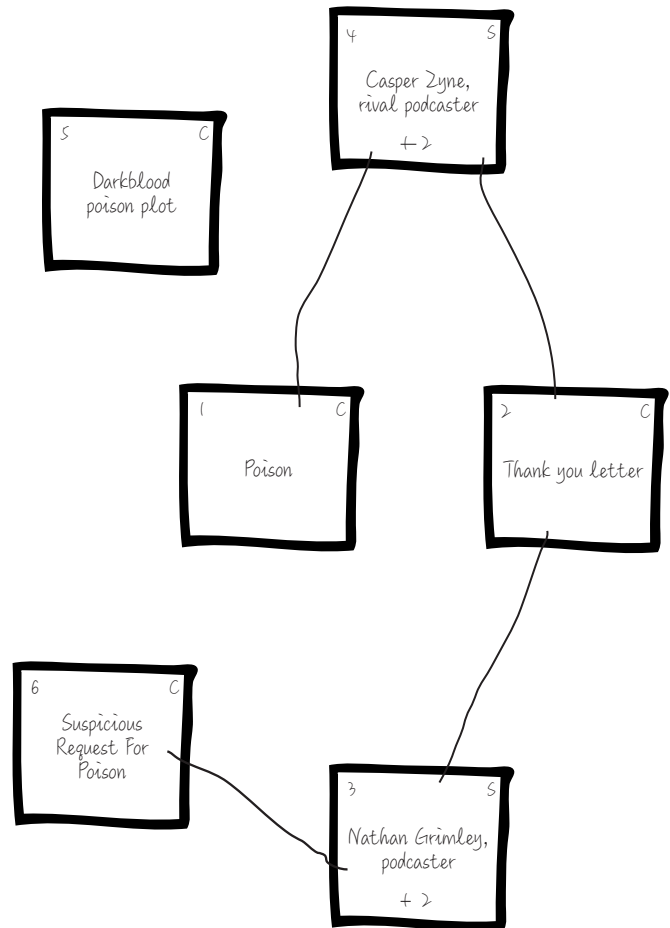 4 S
Casper Zyne,
rival podcaster
+2
5 C
Darkblood
poison plot
1 C
Poison
2 C
Thank you letter
6 C
Suspicious
Request For
Poison
3 S
Nathan Grimley,
podcaster
+2